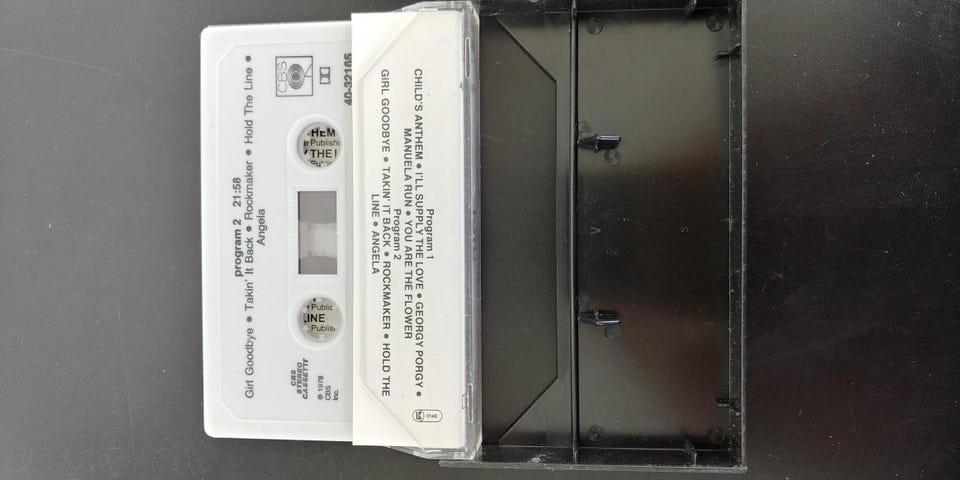 program 2 21:58
Girl Goodbye • Takin' It Back • Rockmaker • Hold The Line •
Angela
CBS
40-32165
CBS
STEREO
CASSETTE
℗ 1978
CBS
Inc.
HEM
Publish
THE
LINE
Publis
Program 1
CHILD'S ANTHEM • I'LL SUPPLY THE LOVE • GEORGY PORGY •
MANUELA RUN • YOU ARE THE FLOWER
Program 2
GIRL GOODBYE • TAKIN' IT BACK • ROCKMAKER • HOLD THE
LINE • ANGELA
0149